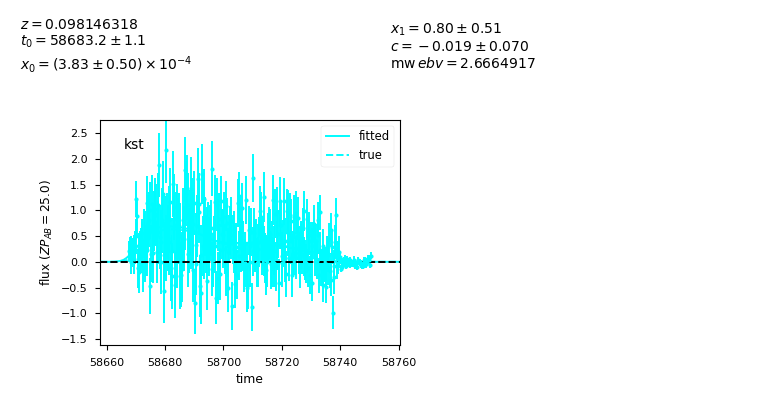 z = 0.098146318
t₀ = 58683.2 ± 1.1
x₀ = (3.83 ± 0.50) × 10⁻⁴
x₁ = 0.80 ± 0.51
c = −0.019 ± 0.070
mw ebv = 2.6664917
kst
fitted
true
flux (ZP_AB = 25.0)
2.5
2.0
1.5
1.0
0.5
0.0
−0.5
−1.0
−1.5
58660 58680 58700 58720 58740 58760
time